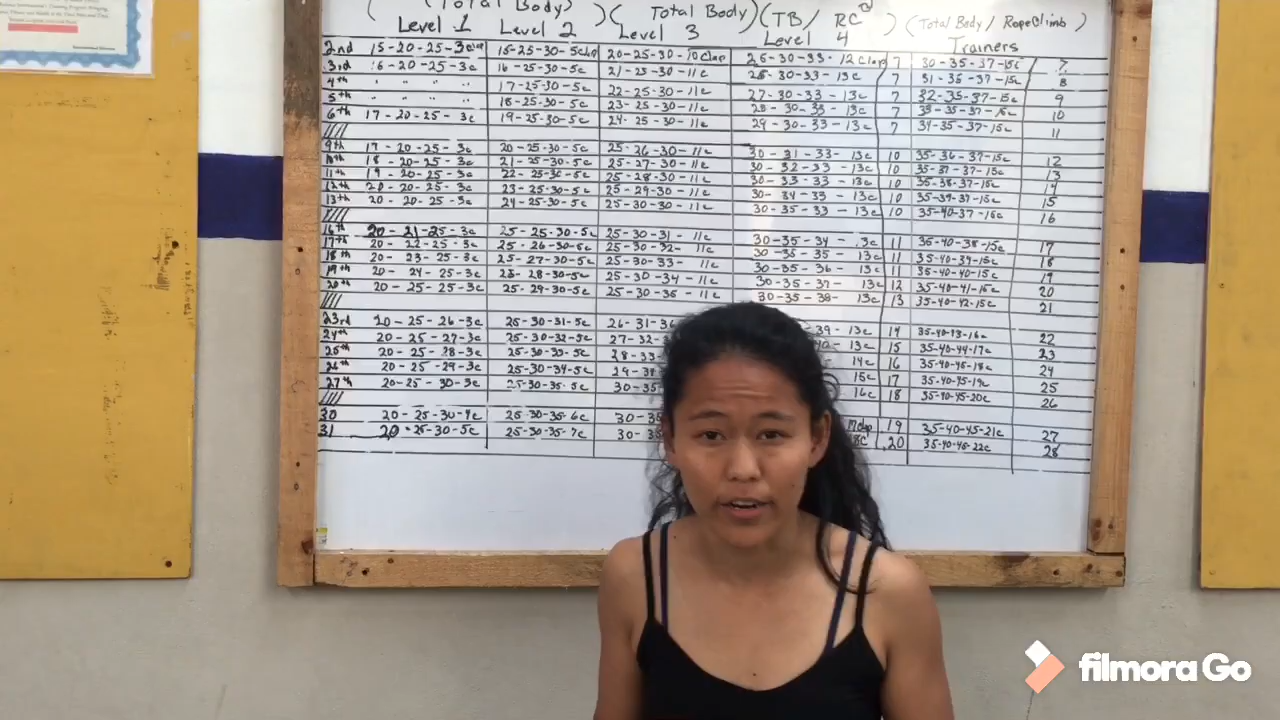 (Total Body) ) ( Total Body) (TB / RC ) (Total Body / RopeClimb )
Level 1 Level 2 Level 3 Level 4 Trainers
2nd 15-20-25-3clap 15-25-30-5clap 20-25-30-10Clap 26-30-33-12Clap 7 30-35-37-15c 7
3rd 16-20-25-3c 16-25-30-5c 21-25-30-11c 26-30-33-13c 7 31-35-37-15c 8
4th " " " " 17-25-30-5c 22-25-30-11c 27-30-33-13c 7 32-35-37-15c 9
5th " " " " 18-25-30-5c 23-25-30-11c 28-30-33-13c 7 33-35-37-15c 10
6th 17-20-25-3c 19-25-30-5c 24-25-30-11c 29-30-33-13c 7 34-35-37-15c 11
////
9th 17-20-25-3c 20-25-30-5c 25-26-30-11c 30-31-33-13c 10 35-36-37-15c 12
10th 18-20-25-3c 21-25-30-5c 25-27-30-11c 30-32-33-13c 10 35-37-37-15c 13
11th 19-20-25-3c 22-25-30-5c 25-28-30-11c 30-33-33-13c 10 35-38-37-15c 14
12th 20-20-25-3c 23-25-30-5c 25-29-30-11c 30-34-33-13c 10 35-39-37-15c 15
13th 20-20-25-3c 24-25-30-5c 25-30-30-11c 30-35-33-13c 10 35-40-37-15c 16
////
16th 20-21-25-3c 25-25-30-5c 25-30-31-11c 30-35-34-13c 11 35-40-38-15c 17
17th 20-22-25-3c 25-26-30-5c 25-30-32-11c 30-35-35-13c 11 35-40-39-15c 18
18th 20-23-25-3c 25-27-30-5c 25-30-33-11c 30-35-36-13c 11 35-40-40-15c 19
19th 20-24-25-3c 25-28-30-5c 25-30-34-11c 30-35-37-13c 12 35-40-41-15c 20
20th 20-25-25-3c 25-29-30-5c 25-30-35-11c 30-35-38-13c 13 35-40-42-15c 21
////
23rd 20-25-26-3c 25-30-31-5c 26-31-36 39-13c 14 35-40-43-16c 22
24th 20-25-27-3c 25-30-32-5c 27-32- 40-13c 15 35-40-44-17c 23
25th 20-25-28-3c 25-30-33-5c 28-33- 14c 16 35-40-45-18c 24
26th 20-25-29-3c 25-30-34-5c 29-3 15c 17 35-40-45-19c 25
27th 20-25-30-3c 25-30-35-5c 30-35 16c 18 35-40-45-20c 26
////
30 20-25-30-4c 25-30-35-6c 30-35 17clap 19 35-40-45-21c 27
31 20-25-30-5c 25-30-35-7c 30-35 18C 20 35-40-45-22c 28
filmora Go